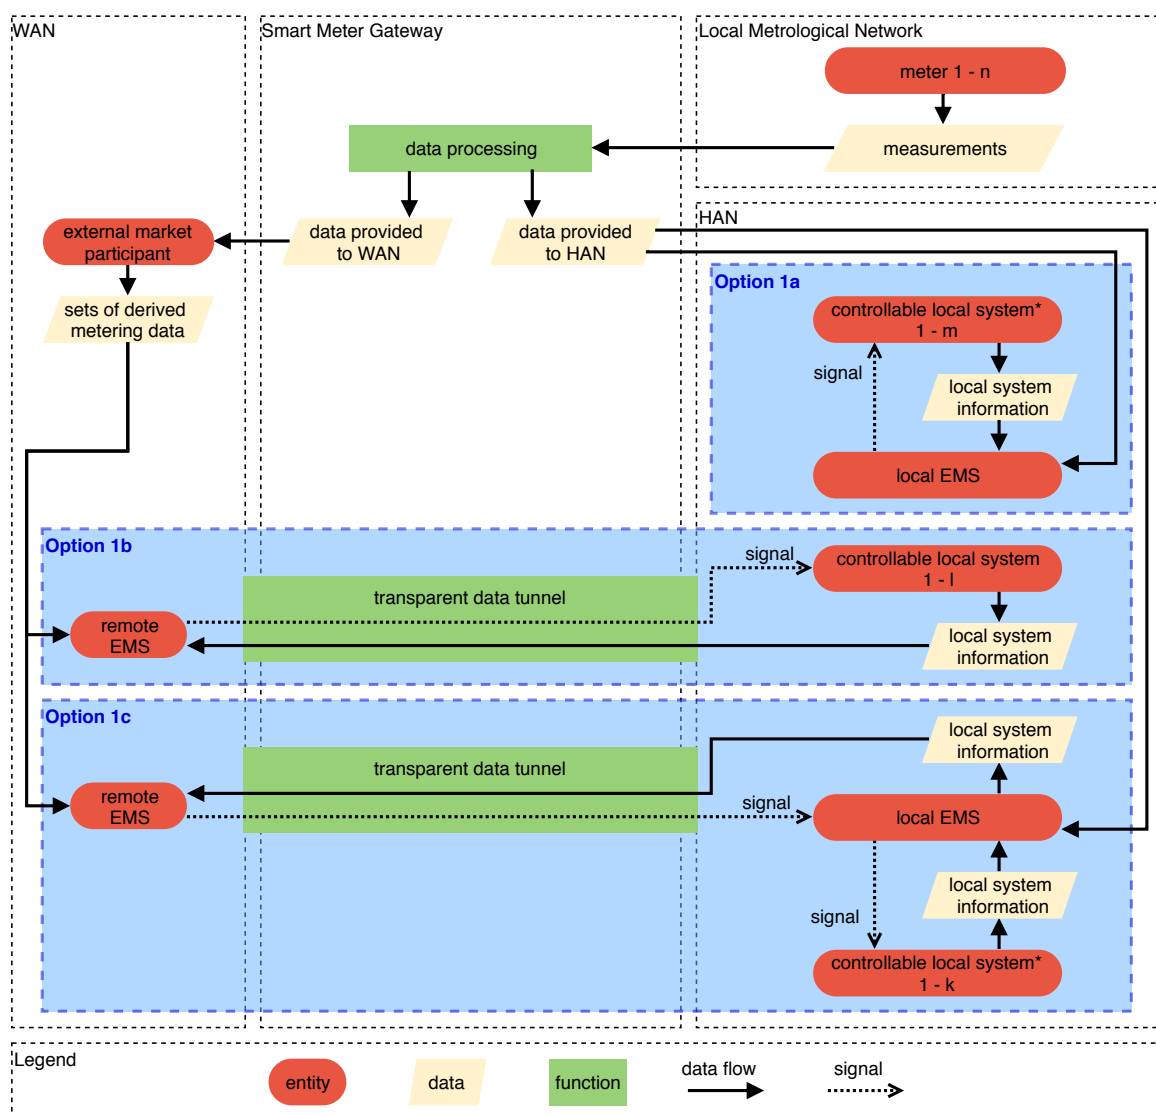 WAN
Smart Meter Gateway
Local Metrological Network
meter 1 - n
measurements
data processing
data provided
to WAN
data provided
to HAN
external market
participant
sets of derived
metering data
HAN
Option 1a
controllable local system*
1 - m
signal
local system
information
local EMS
Option 1b
transparent data tunnel
remote
EMS
signal
controllable local system
1 - l
local system
information
Option 1c
transparent data tunnel
remote
EMS
local system
information
signal
local EMS
local system
information
signal
controllable local system*
1 - k
Legend
entity
data
function
data flow
signal